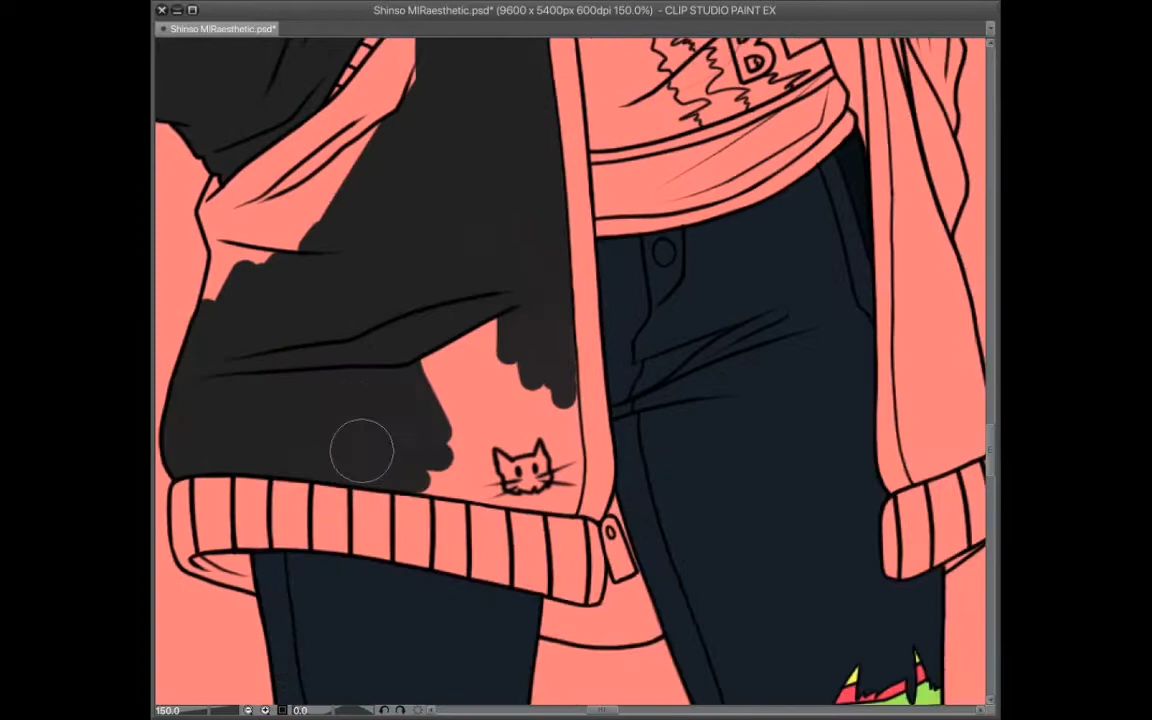 Shinso MIRaesthetic.psd* (9600 x 5400px 600dpi 150.0%) - CLIP STUDIO PAINT EX
Shinso MIRaesthetic.psd*
BL
150.0
0.0